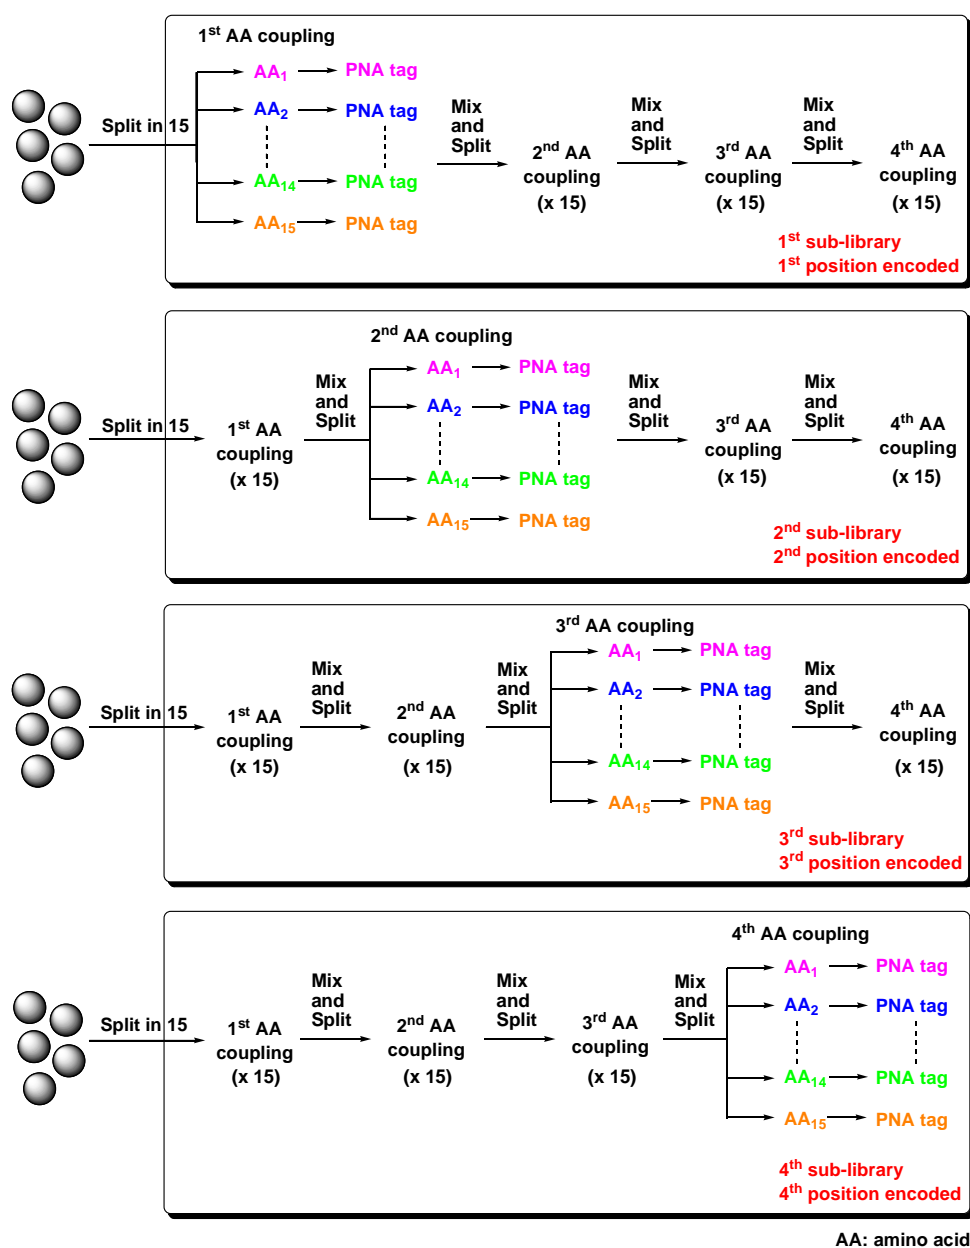 1st AA coupling
AA1 PNA tag
AA2 PNA tag
Split in 15
Mix and Split
2nd AA coupling (x 15)
Mix and Split
3rd AA coupling (x 15)
Mix and Split
4th AA coupling (x 15)
AA14 PNA tag
AA15 PNA tag
1st sub-library
1st position encoded
2nd AA coupling
Split in 15
1st AA coupling (x 15)
Mix and Split
AA1 PNA tag
AA2 PNA tag
AA14 PNA tag
AA15 PNA tag
Mix and Split
3rd AA coupling (x 15)
Mix and Split
4th AA coupling (x 15)
2nd sub-library
2nd position encoded
3rd AA coupling
Split in 15
1st AA coupling (x 15)
Mix and Split
2nd AA coupling (x 15)
Mix and Split
AA1 PNA tag
AA2 PNA tag
AA14 PNA tag
AA15 PNA tag
Mix and Split
4th AA coupling (x 15)
3rd sub-library
3rd position encoded
4th AA coupling
Split in 15
1st AA coupling (x 15)
Mix and Split
2nd AA coupling (x 15)
Mix and Split
3rd AA coupling (x 15)
Mix and Split
AA1 PNA tag
AA2 PNA tag
AA14 PNA tag
AA15 PNA tag
4th sub-library
4th position encoded
AA: amino acid